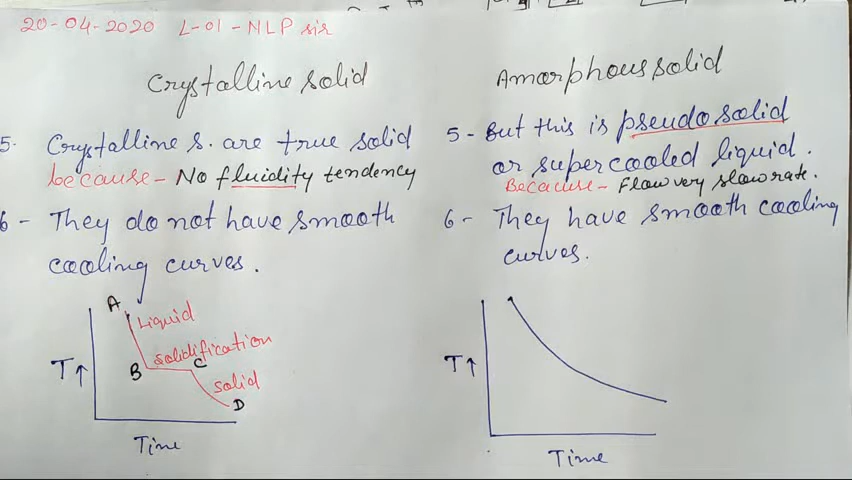 20-04-2020 L-01-NLP sir
Crystalline solid
5. Crystalline s. are true solid
because - No fluidity tendency
6 - They do not have smooth
cooling curves.
A
Liquid
solidification
B
C
solid
D
T↑
Time
Amorphous solid
5 - But this is pseudo solid
or supercooled liquid.
Because - Flow very slow rate.
6 - They have smooth cooling
curves.
T↑
Time